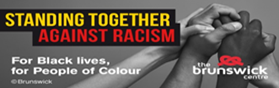 STANDING TOGETHER
AGAINST RACISM
For Black lives,
for People of Colour
©Brunswick
the
brunswick
centre